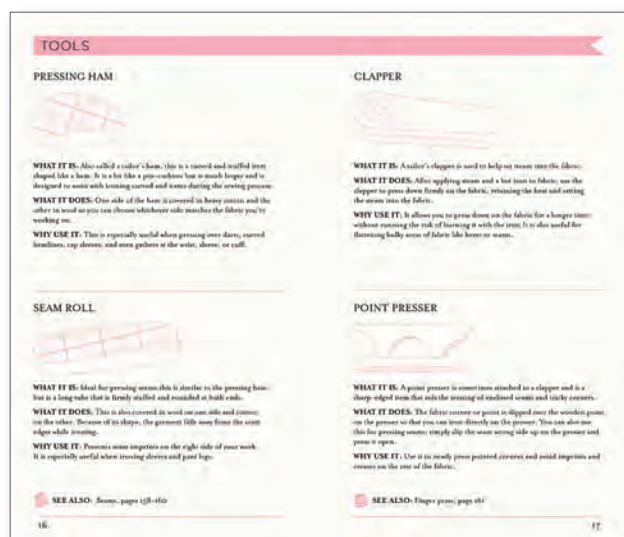 TOOLS
PRESSING HAM
WHAT IT IS: Also called a tailor's ham, this is a curved and stuffed item
shaped like a ham. It is a bit like a pin-cushion but is much larger and is
designed to assist with ironing curved and items during the sewing process.
WHAT IT DOES: One side of the ham is covered in heavy cotton and the
other in wool so you can choose whichever side matches the fabric you're
working on.
WHY USE IT: This is especially useful when pressing over darts, curved
hemlines, cap sleeves, and even gathers at the waist, sleeve, or cuff.
SEAM ROLL
WHAT IT IS: Ideal for pressing seams, this is similar to the pressing ham
but is a long tube that is firmly stuffed and rounded at both ends.
WHAT IT DOES: This is also covered in wool on one side and cotton
on the other. Because of its shape, the garment falls away from the seam
edges while ironing.
WHY USE IT: Prevents seam imprints on the right side of your work.
It is especially useful when ironing sleeves and pant legs.
SEE ALSO: Seams, pages 158–160
16
CLAPPER
WHAT IT IS: A tailor's clapper is used to help set steam into the fabric.
WHAT IT DOES: After applying steam and a hot iron to fabric, use the
clapper to press down firmly on the fabric, retaining the heat and setting
the steam into the fabric.
WHY USE IT: It allows you to press down on the fabric for a longer time
without running the risk of burning it with the iron. It is also useful for
flattening bulky areas of fabric like hems or seams.
POINT PRESSER
WHAT IT IS: A point presser is sometimes attached to a clapper and is a
sharp-edged item that aids the ironing of enclosed seams and tricky corners.
WHAT IT DOES: The fabric corner or point is slipped over the wooden point
on the presser so that you can iron directly on the presser. You can also use
this for pressing seams; simply slip the seam wrong side up on the presser and
press it open.
WHY USE IT: Use it to neatly press pointed corners and avoid imprints and
creases on the rest of the fabric.
SEE ALSO: Finger press, page 161
17